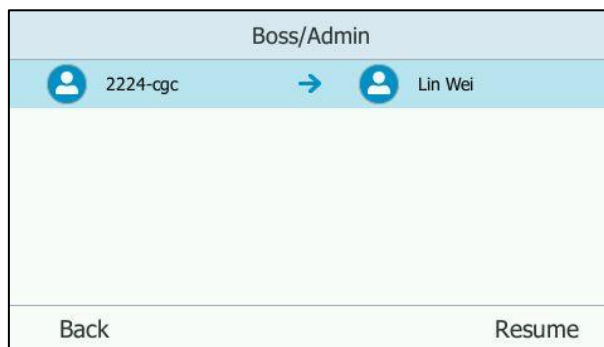 Boss/Admin
2224-cgc → Lin Wei
Back Resume